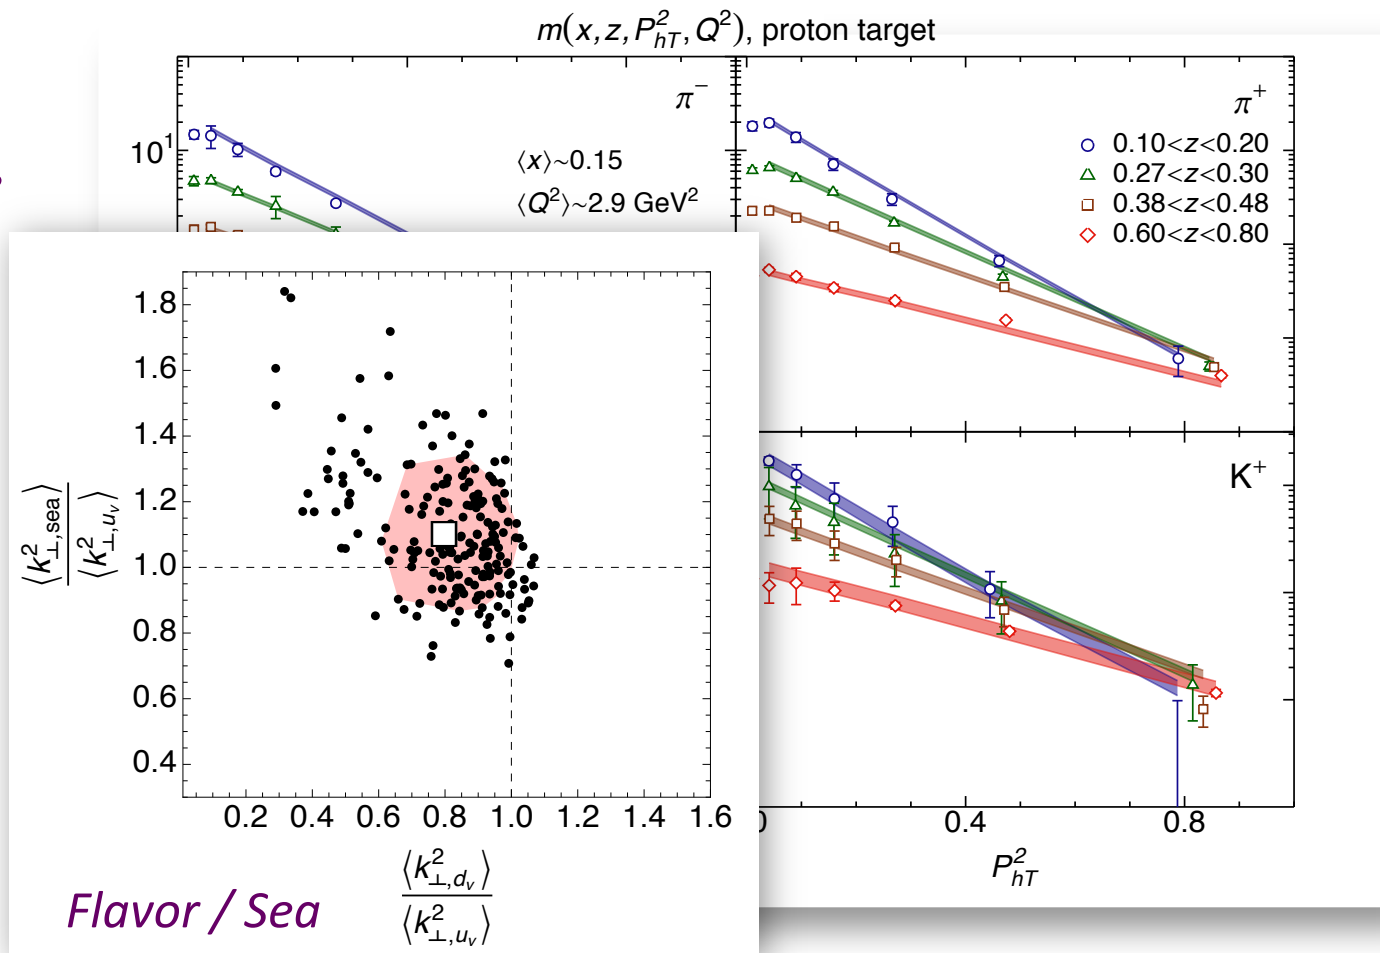 m(x, z, P²hT, Q²), proton target
π⁻
π⁺
10¹
⟨x⟩~0.15
⟨Q²⟩~2.9 GeV²
0.10<z<0.20
0.27<z<0.30
0.38<z<0.48
0.60<z<0.80
K⁺
0.4
0.8
P²hT
1.8
1.6
1.4
1.2
1.0
0.8
0.6
0.4
⟨k²⊥,sea⟩
⟨k²⊥,uv⟩
0.2 0.4 0.6 0.8 1.0 1.2 1.4 1.6
⟨k²⊥,dv⟩
⟨k²⊥,uv⟩
Flavor / Sea